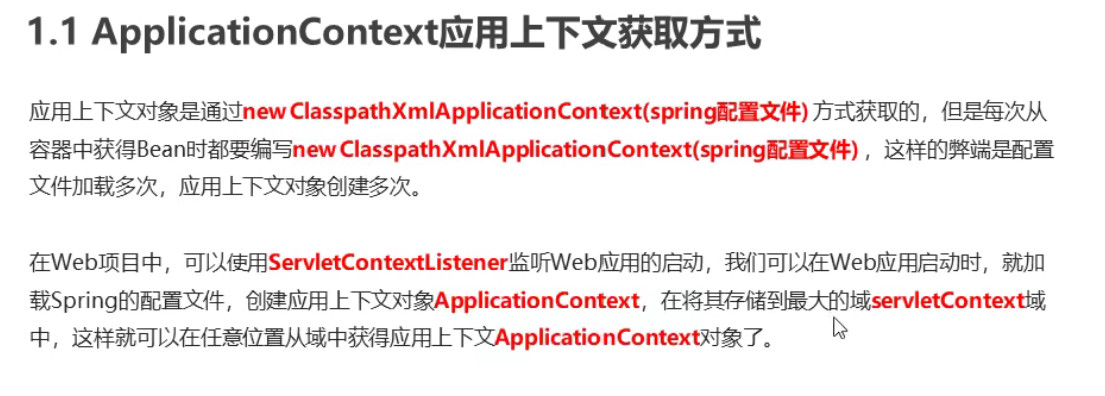 1.1 ApplicationContext应用上下文获取方式
应用上下文对象是通过new ClasspathXmlApplicationContext(spring配置文件) 方式获取的，但是每次从
容器中获得Bean时都要编写new ClasspathXmlApplicationContext(spring配置文件) ，这样的弊端是配置
文件加载多次，应用上下文对象创建多次。
在Web项目中，可以使用ServletContextListener监听Web应用的启动，我们可以在Web应用启动时，就加
载Spring的配置文件，创建应用上下文对象ApplicationContext，在将其存储到最大的域servletContext域
中，这样就可以在任意位置从域中获得应用上下文ApplicationContext对象了。